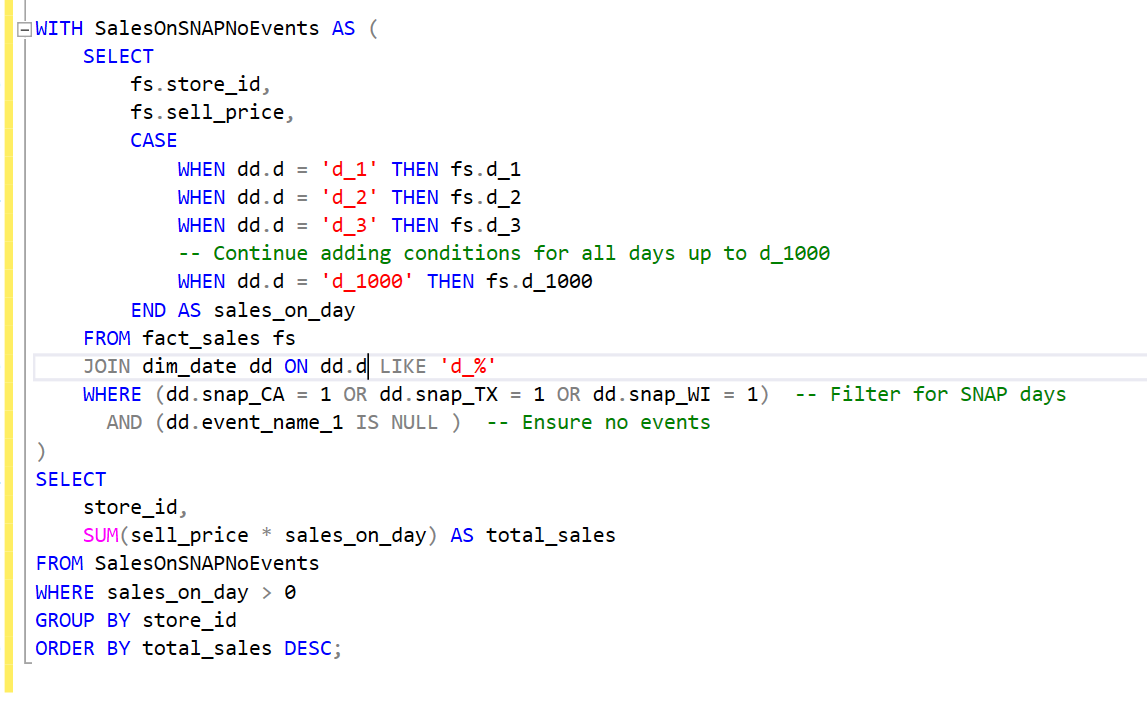 WITH SalesOnSNAPNoEvents AS (
    SELECT
        fs.store_id,
        fs.sell_price,
        CASE
            WHEN dd.d = 'd_1' THEN fs.d_1
            WHEN dd.d = 'd_2' THEN fs.d_2
            WHEN dd.d = 'd_3' THEN fs.d_3
            -- Continue adding conditions for all days up to d_1000
            WHEN dd.d = 'd_1000' THEN fs.d_1000
        END AS sales_on_day
    FROM fact_sales fs
    JOIN dim_date dd ON dd.d LIKE 'd_%'
    WHERE (dd.snap_CA = 1 OR dd.snap_TX = 1 OR dd.snap_WI = 1)  -- Filter for SNAP days
      AND (dd.event_name_1 IS NULL )  -- Ensure no events
)
SELECT
    store_id,
    SUM(sell_price * sales_on_day) AS total_sales
FROM SalesOnSNAPNoEvents
WHERE sales_on_day > 0
GROUP BY store_id
ORDER BY total_sales DESC;